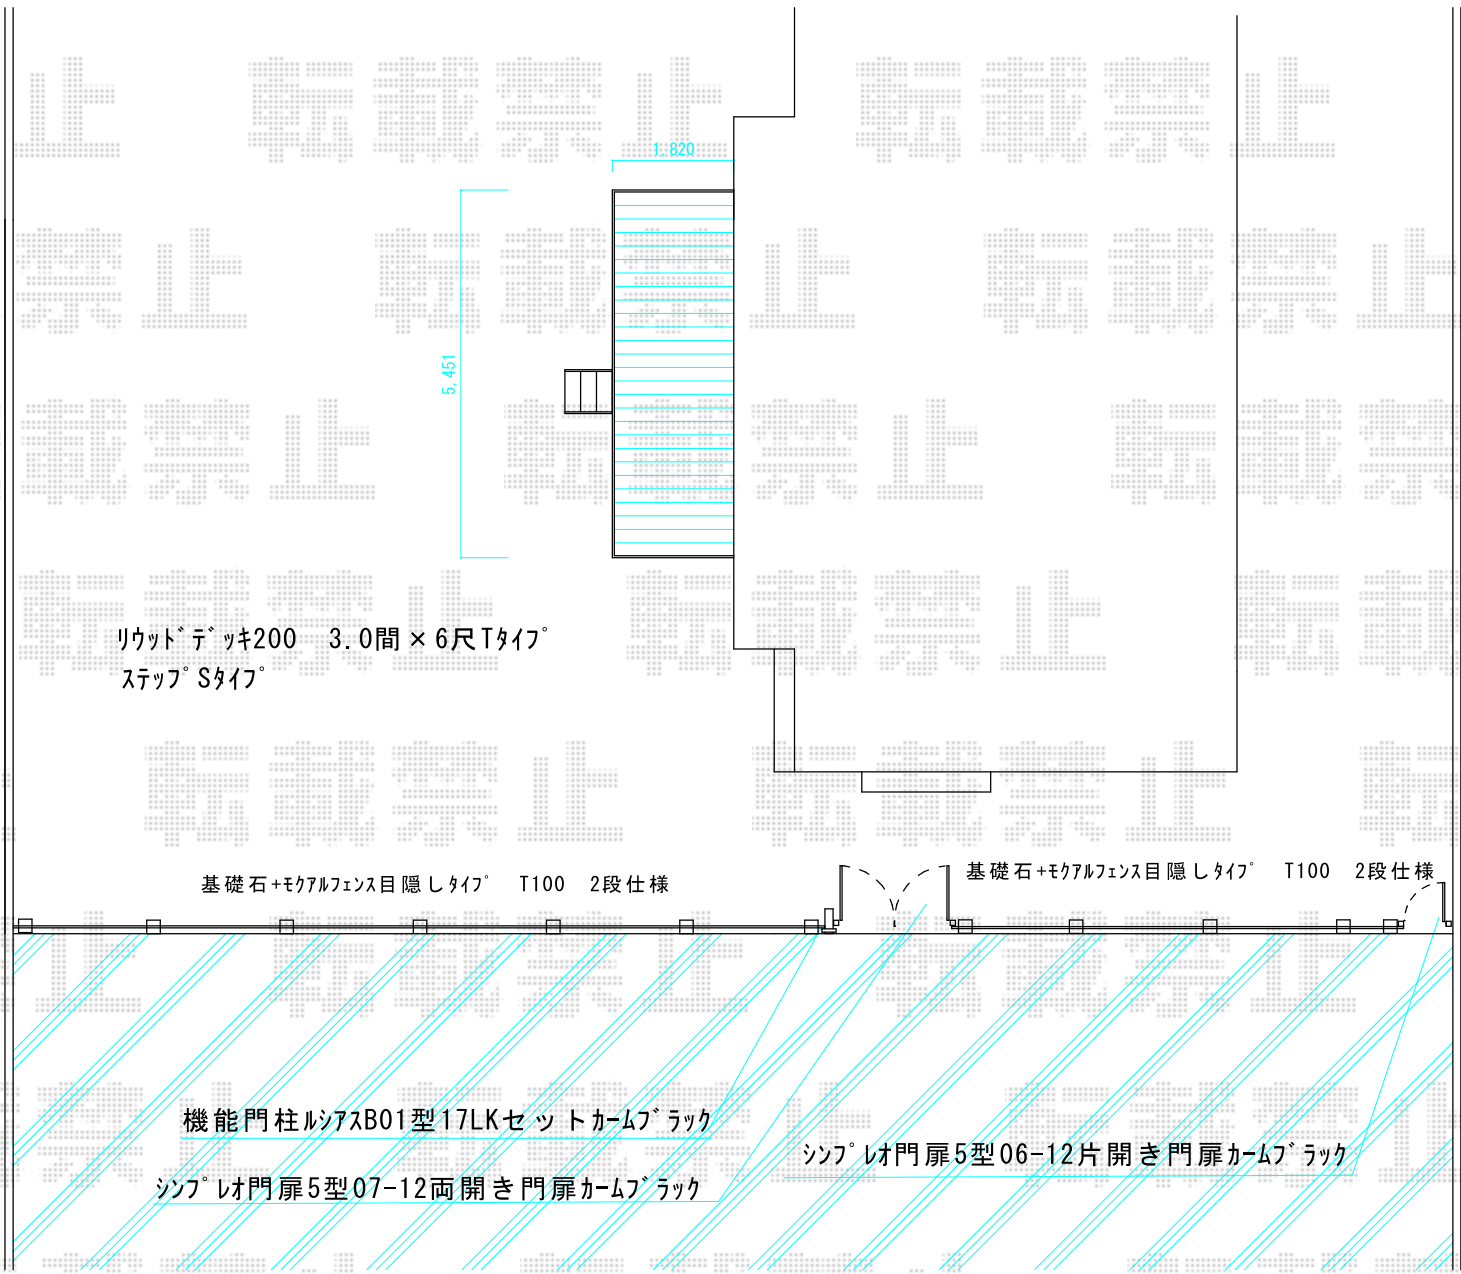 1,820
5,451
リウッドデッキ200　3.0間×6尺Tタイプ
ステップSタイプ
基礎石+モクアルフェンス目隠しタイプ　T100　2段仕様
基礎石+モクアルフェンス目隠しタイプ　T100　2段仕様
機能門柱ルシアスB01型17LKセットカームブラック
シンプレオ門扉5型06-12片開き門扉カームブラック
シンプレオ門扉5型07-12両開き門扉カームブラック
転載禁止